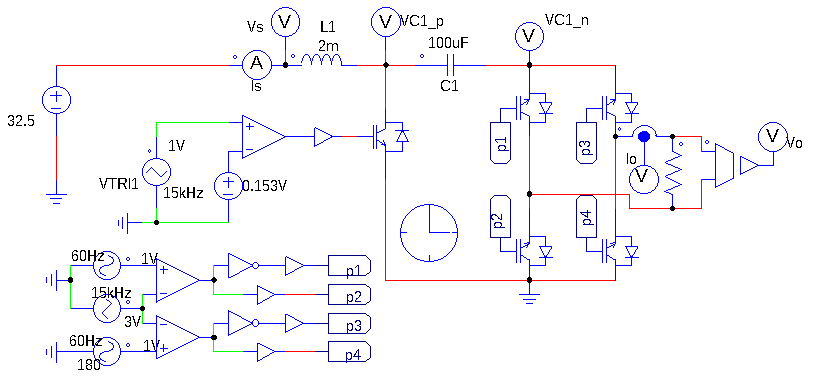 Vs
V
L1
2m
V
VC1_p
100uF
C1
VC1_n
V
A
Is
32.5
1V
VTRI1
15kHz
0.153V
p1
p3
p2
p4
Io
V
V
Vo
60Hz
1V
15kHz
3V
60Hz
1V
180
p1
p2
p3
p4